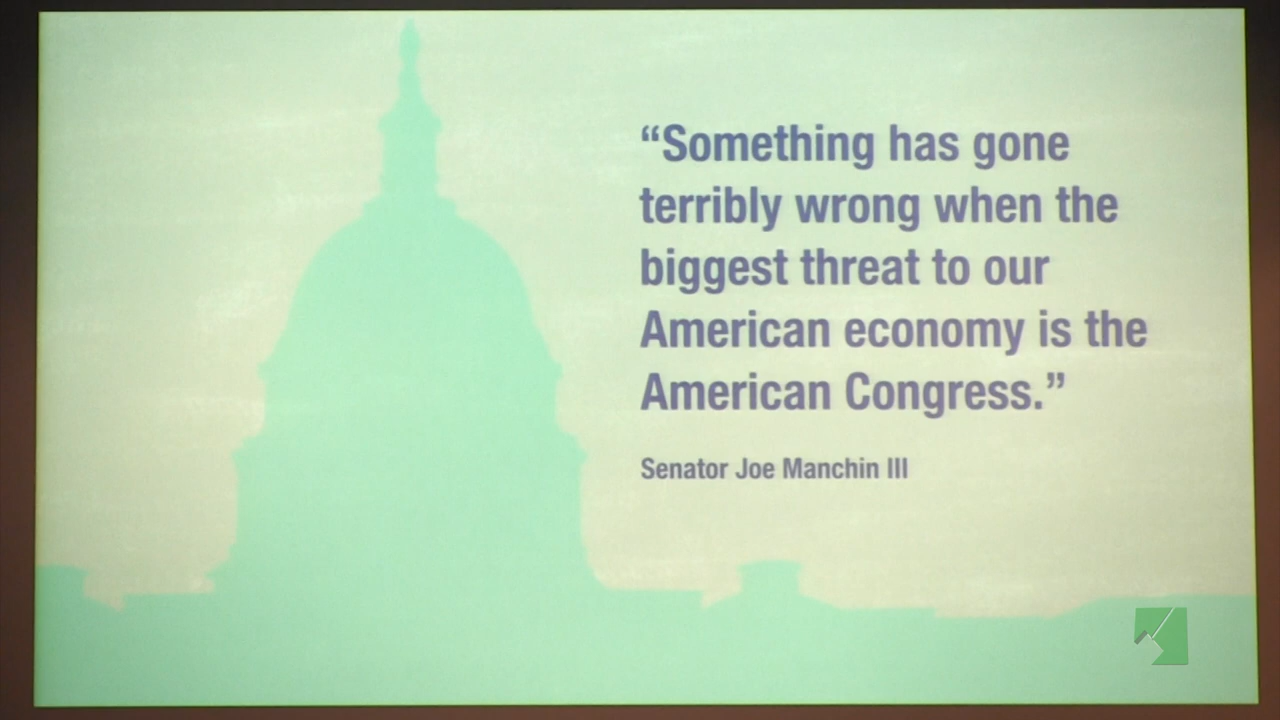 “Something has gone
terribly wrong when the
biggest threat to our
American economy is the
American Congress.”
Senator Joe Manchin III